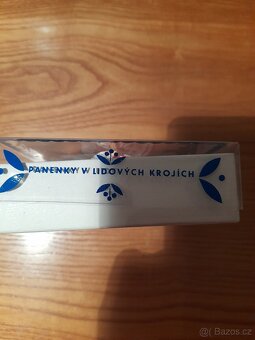 PANENKY V LIDOVÝCH KROJÍCH
Bazos.cz